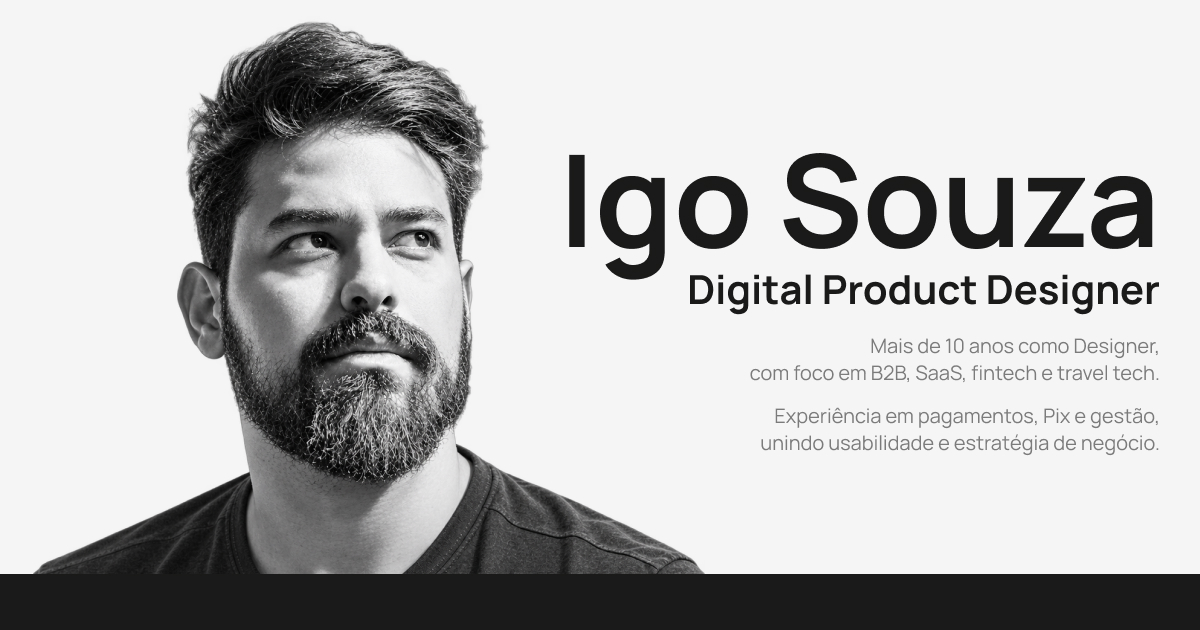 Igo Souza
Digital Product Designer
Mais de 10 anos como Designer,
com foco em B2B, SaaS, fintech e travel tech.
Experiência em pagamentos, Pix e gestão,
unindo usabilidade e estratégia de negócio.